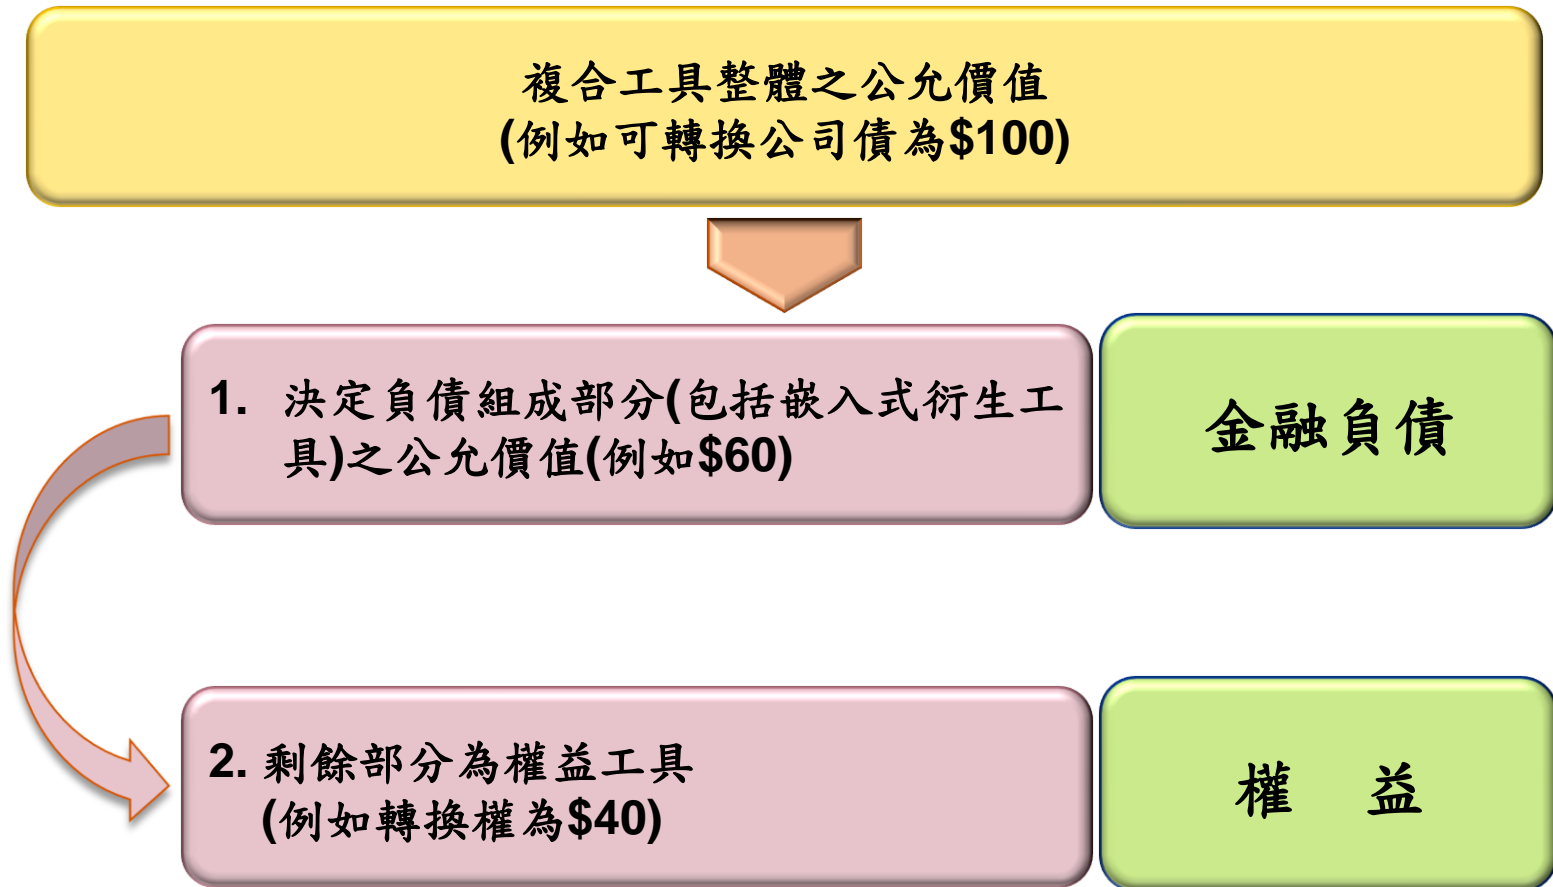 複合工具整體之公允價值
(例如可轉換公司債為$100)
1. 決定負債組成部分(包括嵌入式衍生工
具)之公允價值(例如$60)
金融負債
2. 剩餘部分為權益工具
(例如轉換權為$40)
權 益